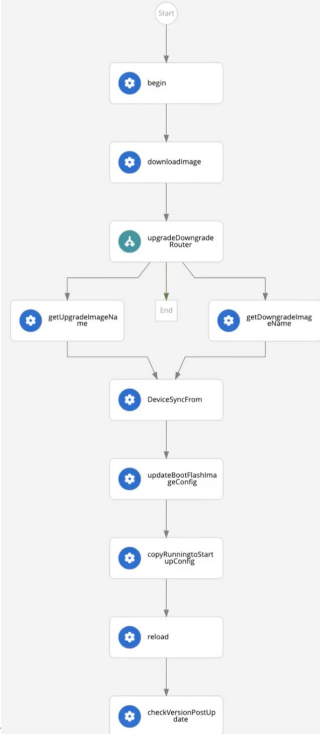 Start
begin
downloadImage
upgradeDowngrade
Router
getUpgradeImageNa
me
End
getDowngradeImag
eName
DeviceSyncFrom
updateBootFlashIma
geConfig
copyRunningtoStart
upConfig
reload
checkVersionPostUp
date